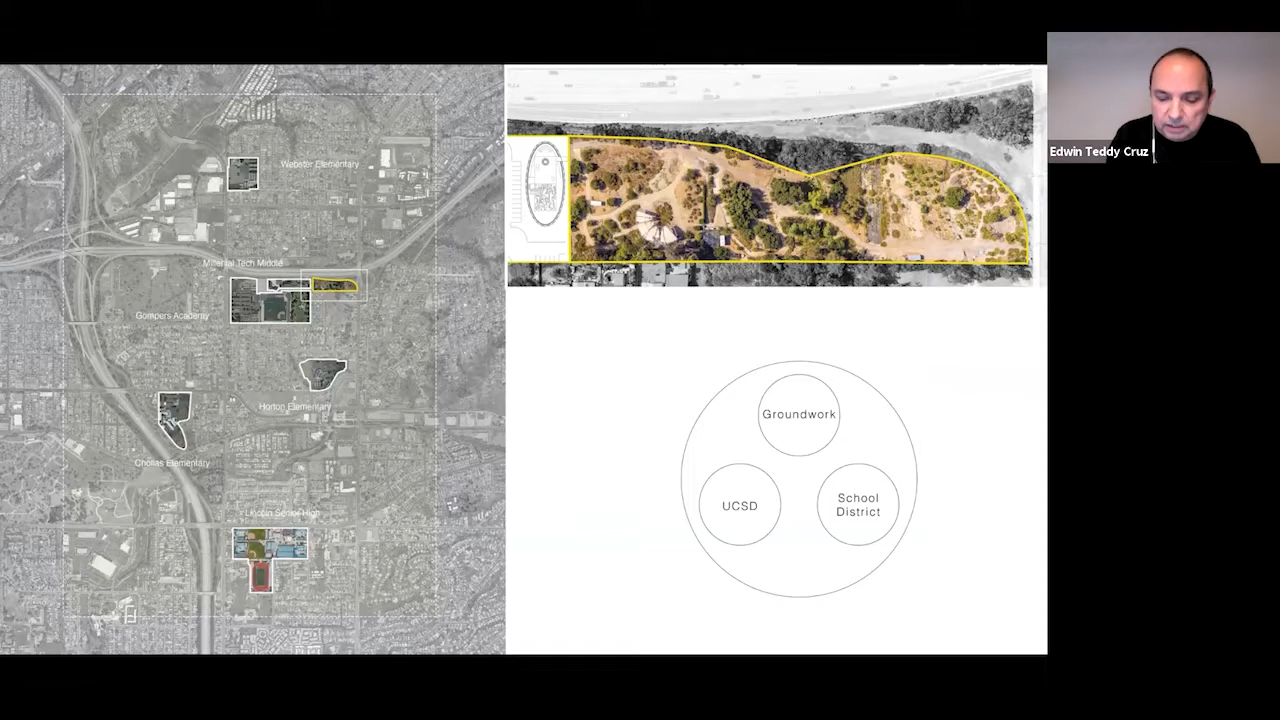 Webster Elementary
Millenial Tech Middle
Gompers Academy
Horton Elementary
Chollas Elementary
Lincoln Senior High
Groundwork
UCSD
School
District
Edwin Teddy Cruz